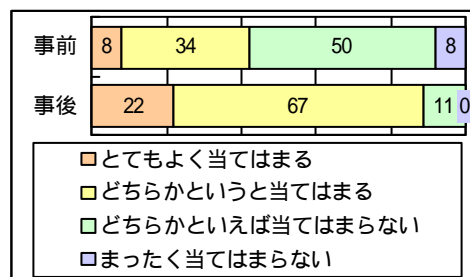 事前 8 34 50 8
事後 22 67 11 0
とてもよく当てはまる
どちらかというと当てはまる
どちらかといえば当てはまらない
まったく当てはまらない